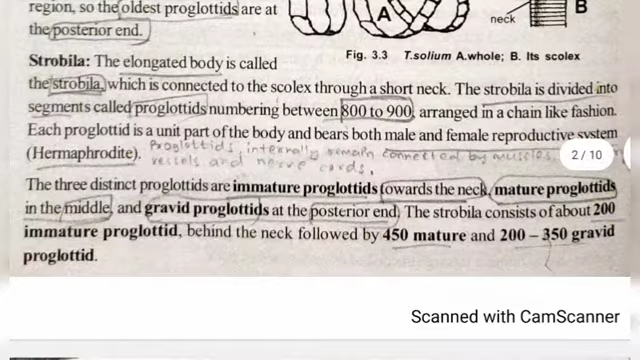 region, so the oldest proglottids are at
the posterior end.
A
neck
B
Fig. 3.3 T.solium A.whole; B. Its scolex
Strobila: The elongated body is called
the strobila, which is connected to the scolex through a short neck. The strobila is divided into
segments called proglottids numbering between 800 to 900, arranged in a chain like fashion.
Each proglottid is a unit part of the body and bears both male and female reproductive system
(Hermaphrodite). Proglottids internally remain connected by muscles,
vessels and nerve cords.
2 / 10
The three distinct proglottids are immature proglottids towards the neck, mature proglottids
in the middle, and gravid proglottids at the posterior end. The strobila consists of about 200
immature proglottid, behind the neck followed by 450 mature and 200 – 350 gravid
proglottid.
Scanned with CamScanner